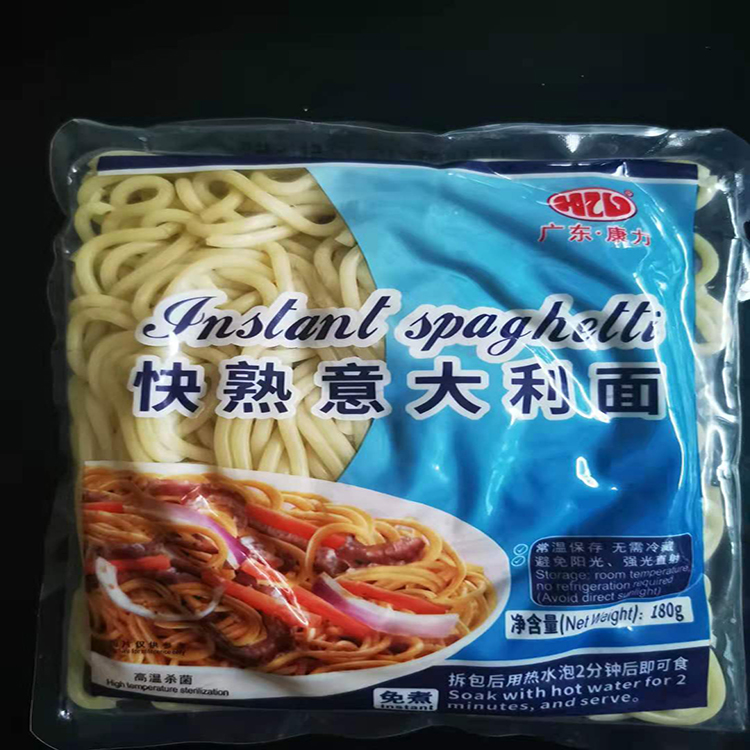 广东·康力
Instant spaghetti
快熟意大利面
常温保存 无需冷藏
避免阳光、强光直射
Storage: room temperature,
no refrigeration required
(Avoid direct sunlight)
净含量(Net Weight): 180g
高温杀菌
High temperature sterilization
免煮
instant
拆包后用热水泡2分钟后即可食
Soak with hot water for 2
minutes, and serve。